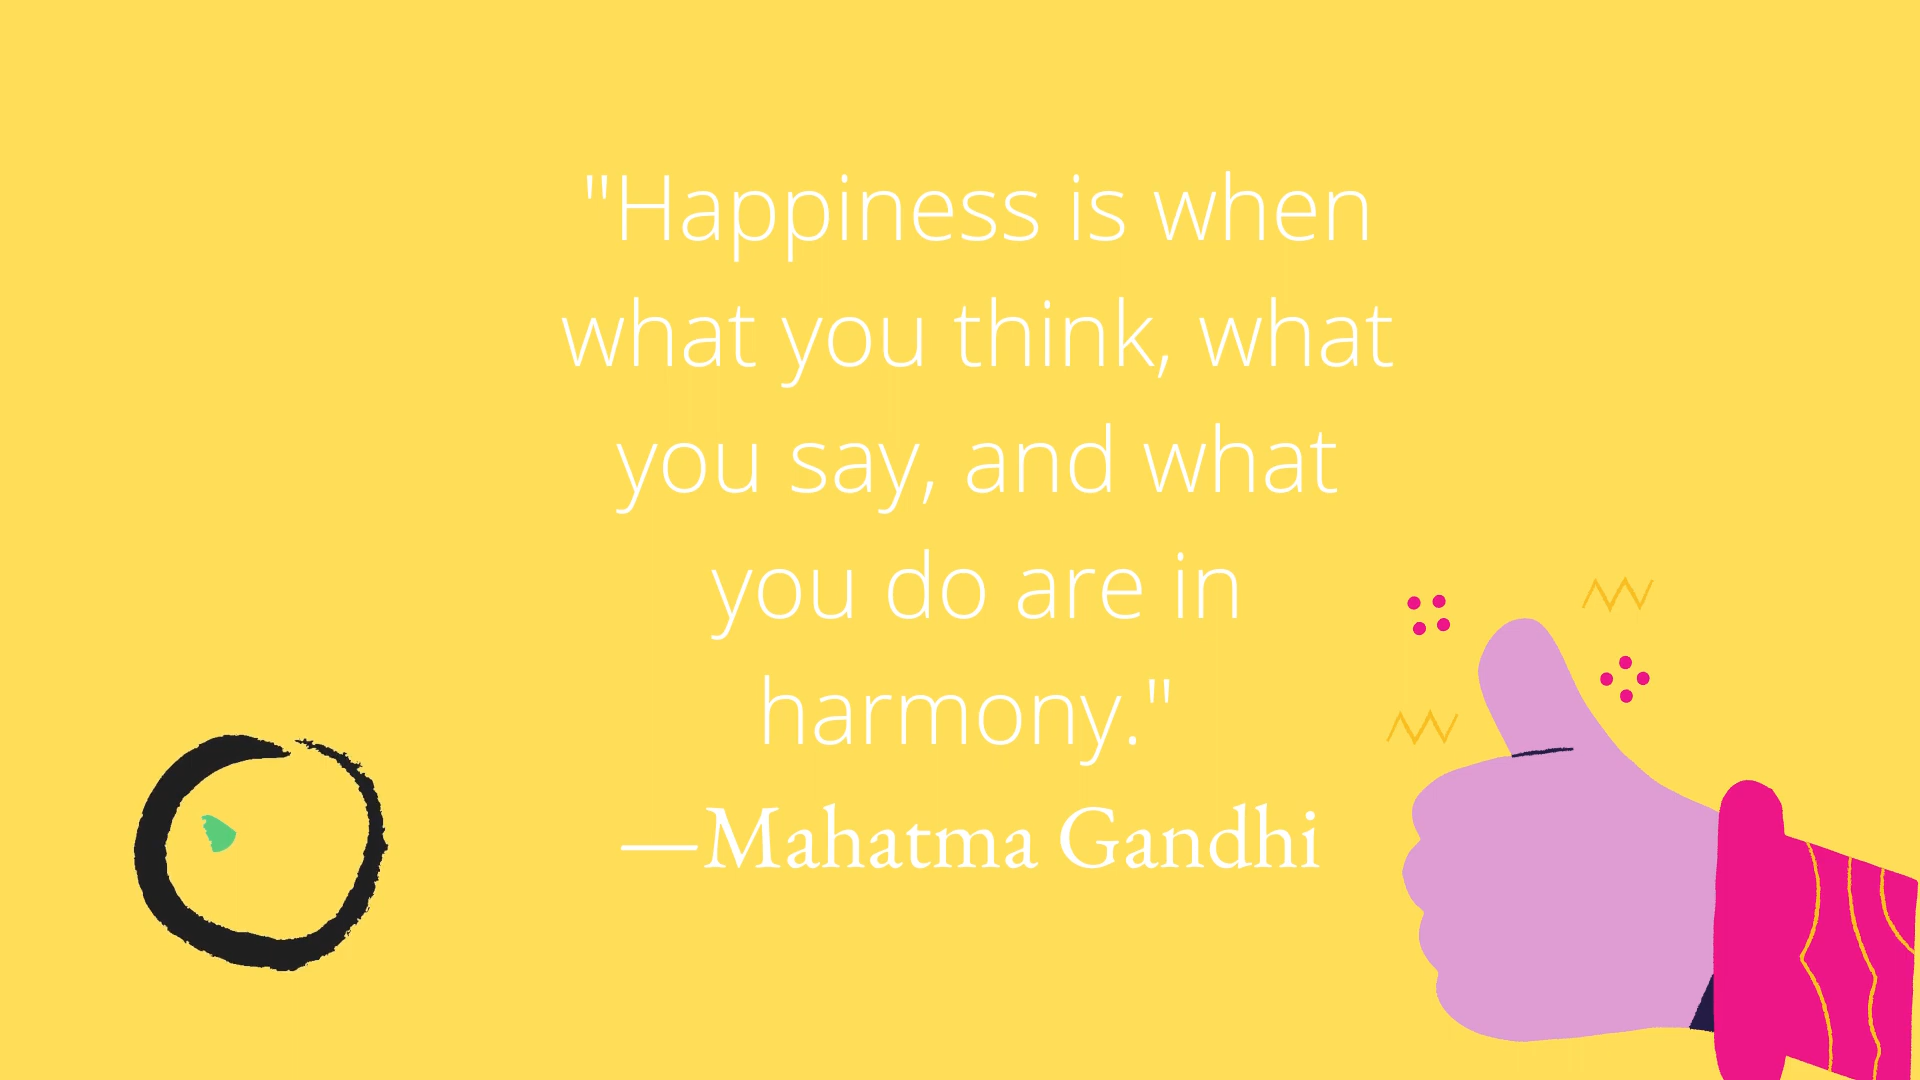 "Happiness is when
what you think, what
you say, and what
you do are in
harmony."
—Mahatma Gandhi